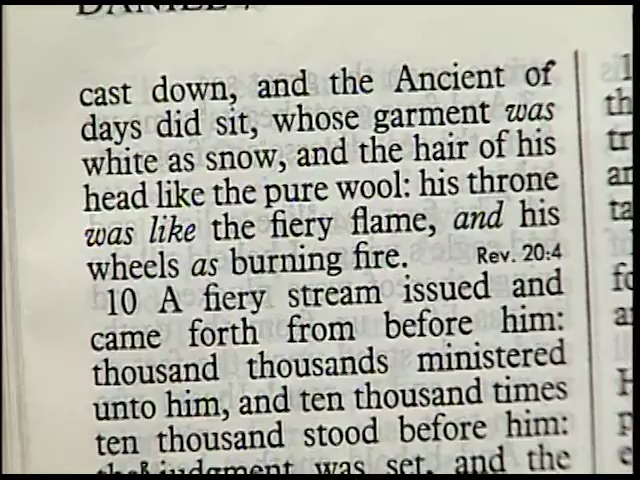 DANIEL 7
cast down, and the Ancient of
days did sit, whose garment was
white as snow, and the hair of his
head like the pure wool: his throne
was like the fiery flame, and his
wheels as burning fire. Rev. 20:4
10 A fiery stream issued and
came forth from before him:
thousand thousands ministered
unto him, and ten thousand times
ten thousand stood before him:
judgment was set, and the